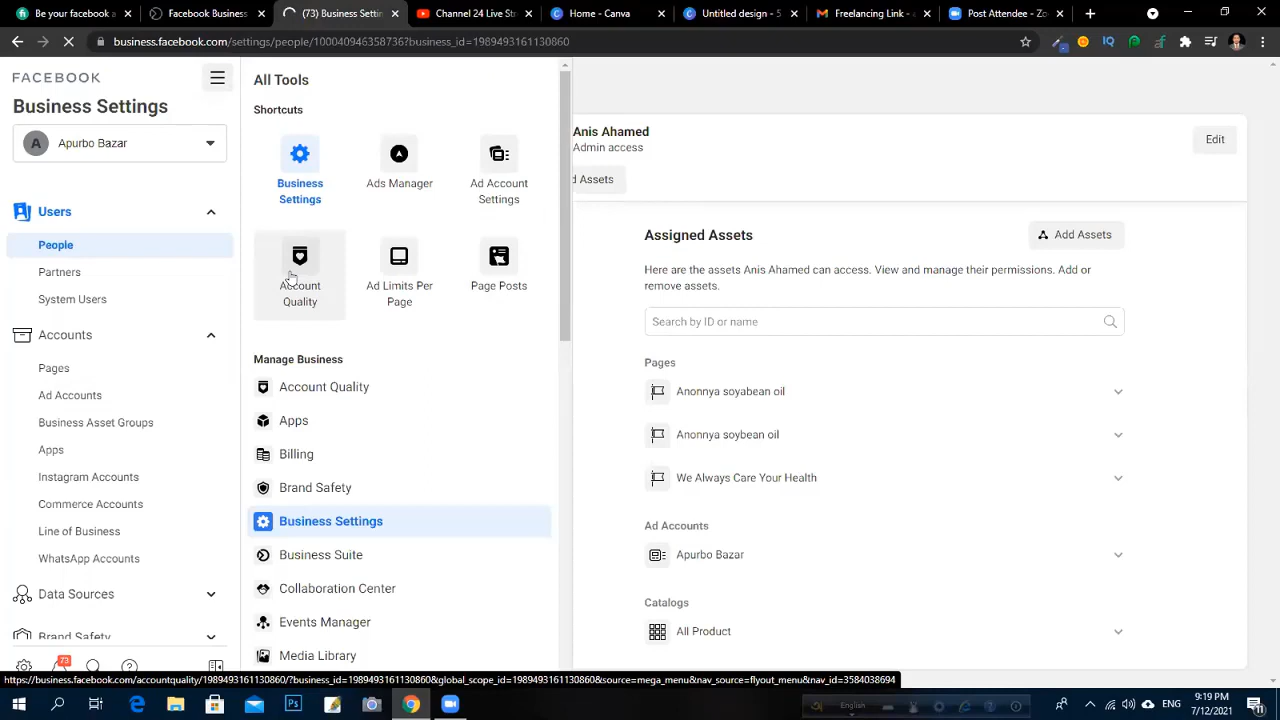 Be your facebook a
Facebook Business
(73) Business Settin
Channel 24 Live Str
Home - Canva
Untitled design - 5
Freelancing Link -
Post Attendee - Zo
business.facebook.com/settings/people/100040946358736?business_id=1989493161130860
FACEBOOK
Business Settings
A Apurbo Bazar
Users
People
Partners
System Users
Accounts
Pages
Ad Accounts
Business Asset Groups
Apps
Instagram Accounts
Commerce Accounts
Line of Business
WhatsApp Accounts
Data Sources
Brand Safety
73
All Tools
Shortcuts
Business Settings
Ads Manager
Ad Account Settings
Account Quality
Ad Limits Per Page
Page Posts
Manage Business
Account Quality
Apps
Billing
Brand Safety
Business Settings
Business Suite
Collaboration Center
Events Manager
Media Library
Anis Ahamed
Admin access
Edit
d Assets
Assigned Assets
Add Assets
Here are the assets Anis Ahamed can access. View and manage their permissions. Add or
remove assets.
Search by ID or name
Pages
Anonnya soyabean oil
Anonnya soybean oil
We Always Care Your Health
Ad Accounts
Apurbo Bazar
Catalogs
All Product
https://business.facebook.com/accountquality/1989493161130860/?business_id=1989493161130860&global_scope_id=1989493161130860&source=mega_menu&nav_source=flyout_menu&nav_id=3584038694
English
ENG
9:19 PM
7/12/2021